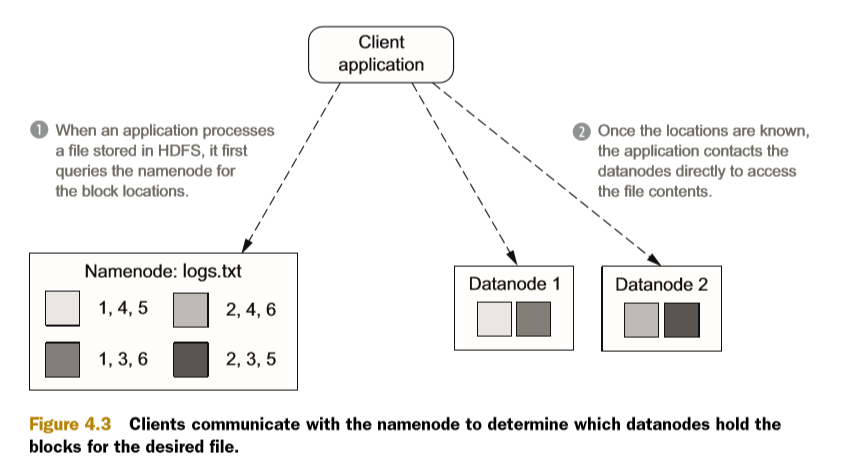 Client
application
1 When an application processes
a file stored in HDFS, it first
queries the namenode for
the block locations.
2 Once the locations are known,
the application contacts the
datanodes directly to access
the file contents.
Namenode: logs.txt
1, 4, 5
2, 4, 6
1, 3, 6
2, 3, 5
Datanode 1
Datanode 2
Figure 4.3 Clients communicate with the namenode to determine which datanodes hold the
blocks for the desired file.